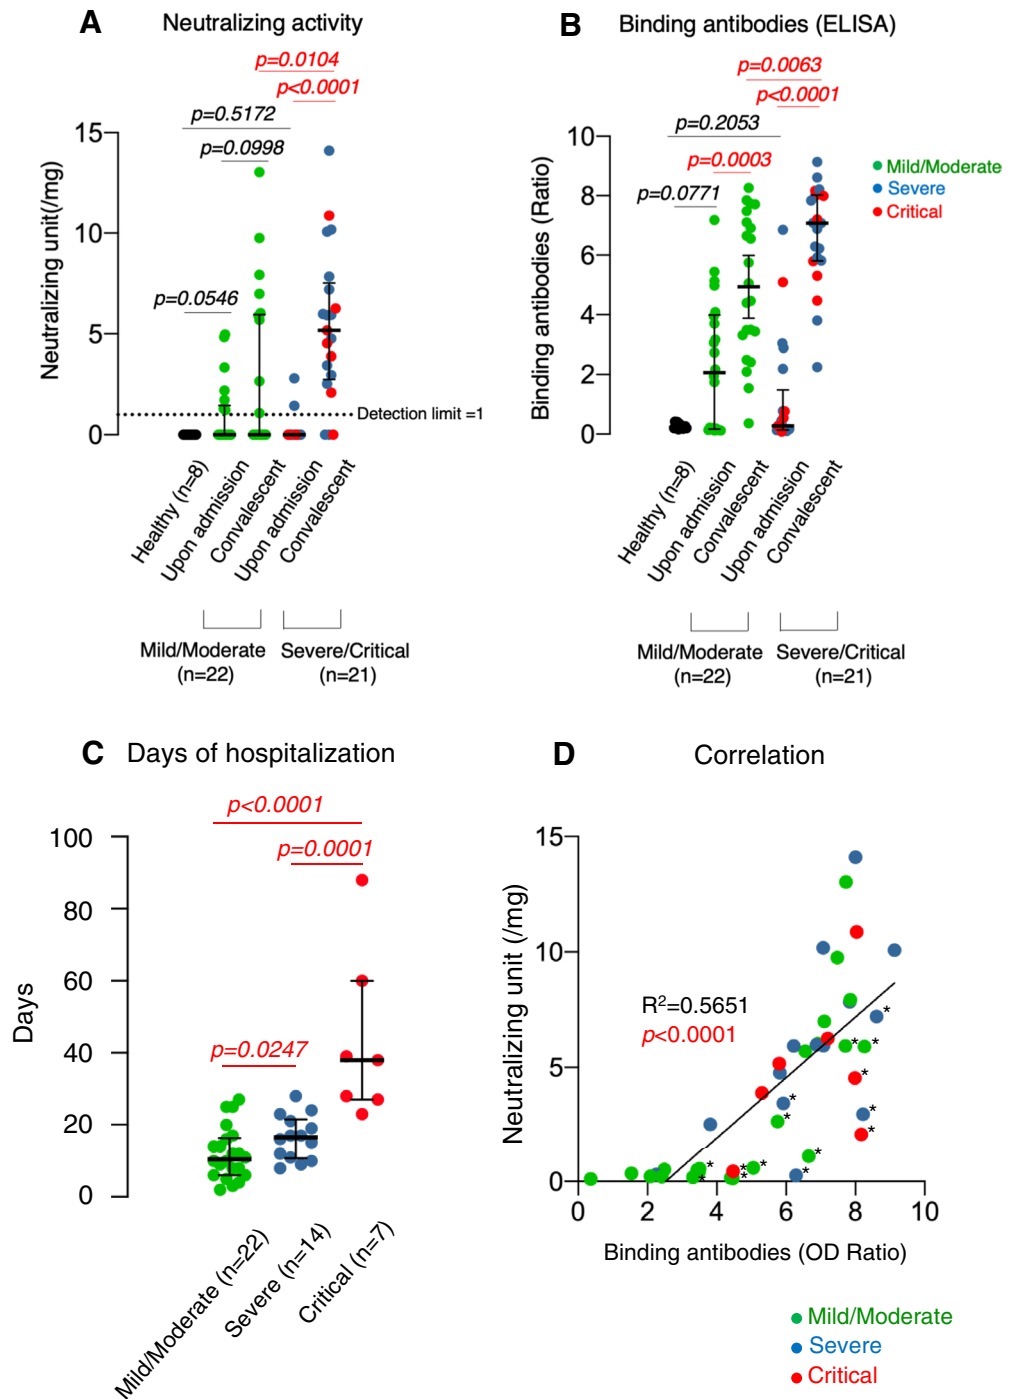 A Neutralizing activity
p=0.0104
p<0.0001
p=0.5172
p=0.0998
p=0.0546
Neutralizing unit(/mg)
15
10
5
0
Detection limit =1
Healthy (n=8)
Upon admission
Convalescent
Upon admission
Convalescent
Mild/Moderate
(n=22)
Severe/Critical
(n=21)
B Binding antibodies (ELISA)
p=0.0063
p<0.0001
p=0.2053
p=0.0003
p=0.0771
Binding antibodies (Ratio)
10
8
6
4
2
0
Mild/Moderate
Severe
Critical
Healthy (n=8)
Upon admission
Convalescent
Upon admission
Convalescent
Mild/Moderate
(n=22)
Severe/Critical
(n=21)
C Days of hospitalization
p<0.0001
p=0.0001
p=0.0247
Days
100
80
60
40
20
0
Mild/Moderate (n=22)
Severe (n=14)
Critical (n=7)
D Correlation
Neutralizing unit (/mg)
15
10
5
0
R²=0.5651
p<0.0001
* * * * * * * * * * * * * * *
0 2 4 6 8 10
Binding antibodies (OD Ratio)
Mild/Moderate
Severe
Critical